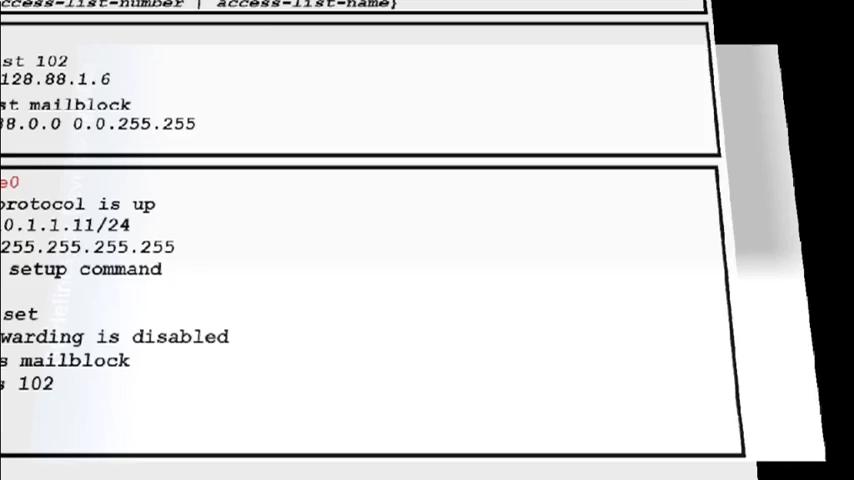 access-list-number | access-list-name}
st 102
128.88.1.6
st mailblock
88.0.0 0.0.255.255
e0
protocol is up
0.1.1.11/24
255.255.255.255
setup command
set
warding is disabled
s mailblock
s 102